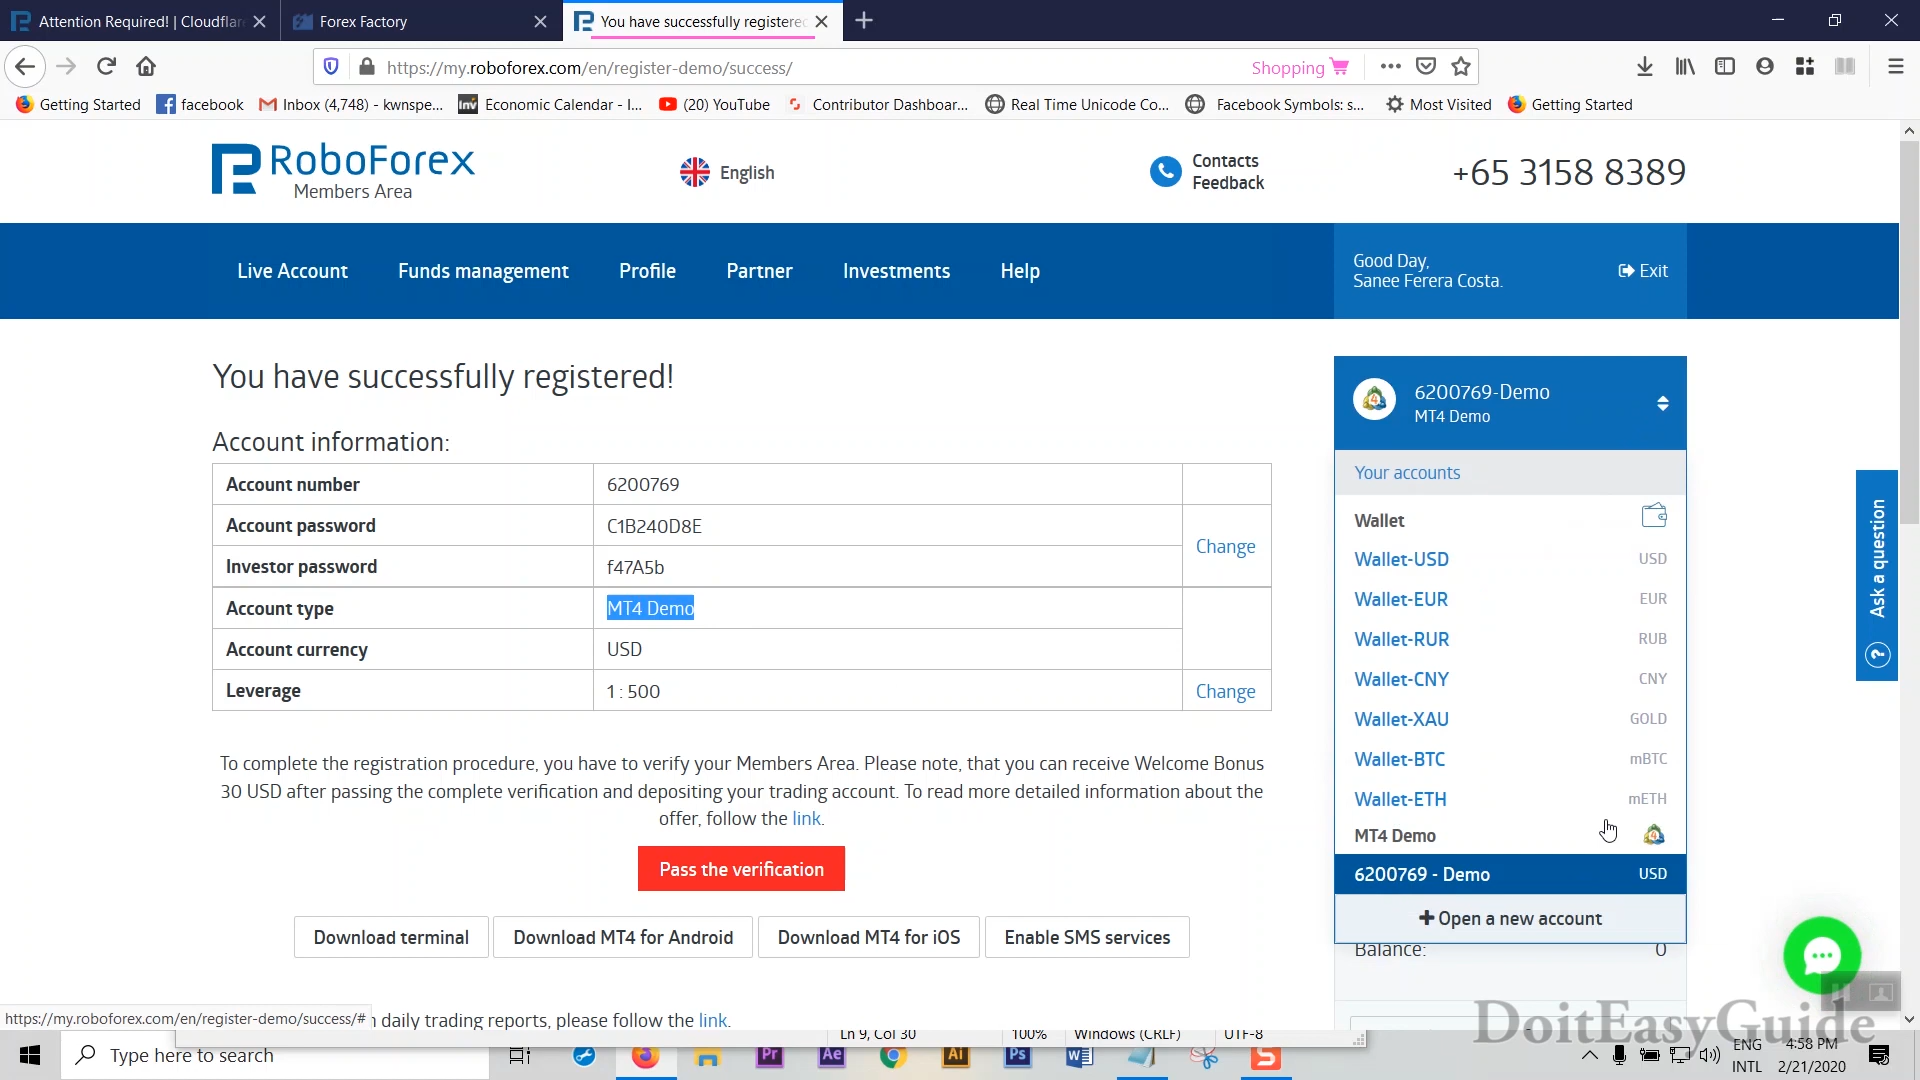 Attention Required! | Cloudflar
Forex Factory
You have successfully registere
https://my.roboforex.com/en/register-demo/success/
Shopping
Getting Started
facebook
Inbox (4,748) - kwnspe...
Inv Economic Calendar - I...
(20) YouTube
Contributor Dashboar...
Real Time Unicode Co...
Facebook Symbols: s...
Most Visited
Getting Started
RoboForex
Members Area
English
Contacts
Feedback
+65 3158 8389
Live Account
Funds management
Profile
Partner
Investments
Help
Good Day,
Sanee Ferera Costa.
Exit
You have successfully registered!
Account information:
Account number 6200769
Account password C1B240D8E
Investor password f47A5b
Change
Account type MT4 Demo
Account currency USD
Leverage 1 : 500 Change
To complete the registration procedure, you have to verify your Members Area. Please note, that you can receive Welcome Bonus
30 USD after passing the complete verification and depositing your trading account. To read more detailed information about the
offer, follow the link.
Pass the verification
Download terminal
Download MT4 for Android
Download MT4 for iOS
Enable SMS services
daily trading reports, please follow the link.
6200769-Demo
MT4 Demo
Your accounts
Wallet
Wallet-USD USD
Wallet-EUR EUR
Wallet-RUR RUB
Wallet-CNY CNY
Wallet-XAU GOLD
Wallet-BTC mBTC
Wallet-ETH mETH
MT4 Demo 4
6200769 - Demo USD
+ Open a new account
Balance: 0
Ask a question
https://my.roboforex.com/en/register-demo/success/#
Ln 9, Col 30
100%
Windows (CRLF)
UTF-8
DoitEasyGuide
Type here to search
Pr
Ae
Ai
Ps
W
S
ENG
INTL
4:58 PM
2/21/2020